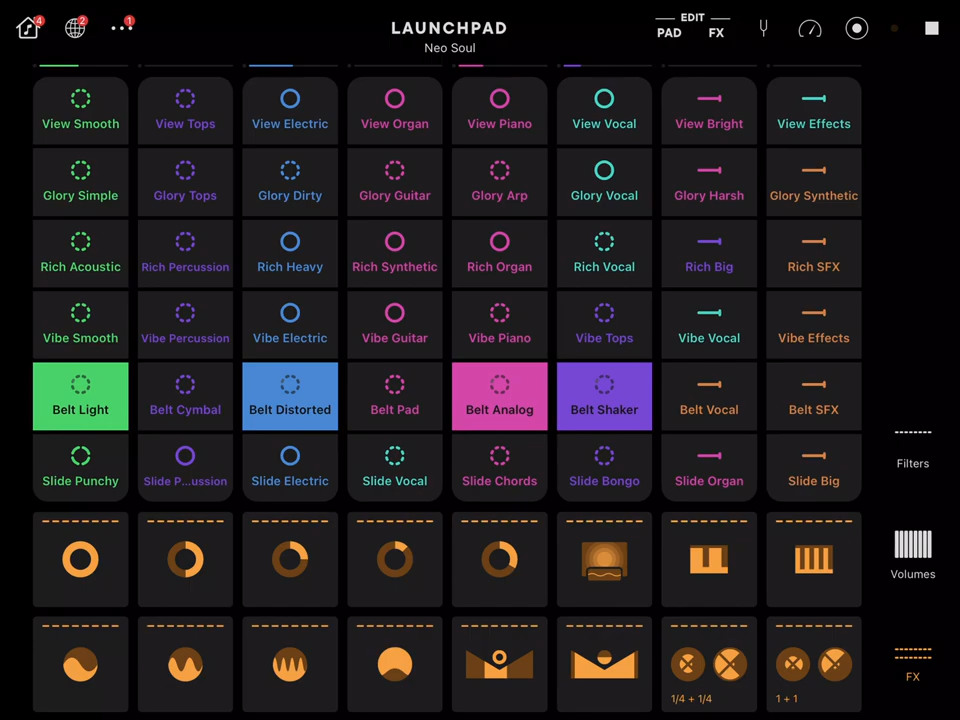 4
2
1
LAUNCHPAD
Neo Soul
EDIT
PAD FX
View Smooth View Tops View Electric View Organ View Piano View Vocal View Bright View Effects
Glory Simple Glory Tops Glory Dirty Glory Guitar Glory Arp Glory Vocal Glory Harsh Glory Synthetic
Rich Acoustic Rich Percussion Rich Heavy Rich Synthetic Rich Organ Rich Vocal Rich Big Rich SFX
Vibe Smooth Vibe Percussion Vibe Electric Vibe Guitar Vibe Piano Vibe Tops Vibe Vocal Vibe Effects
Belt Light Belt Cymbal Belt Distorted Belt Pad Belt Analog Belt Shaker Belt Vocal Belt SFX
Slide Punchy Slide P...ussion Slide Electric Slide Vocal Slide Chords Slide Bongo Slide Organ Slide Big
Filters
Volumes
FX
1/4 + 1/4
1 + 1